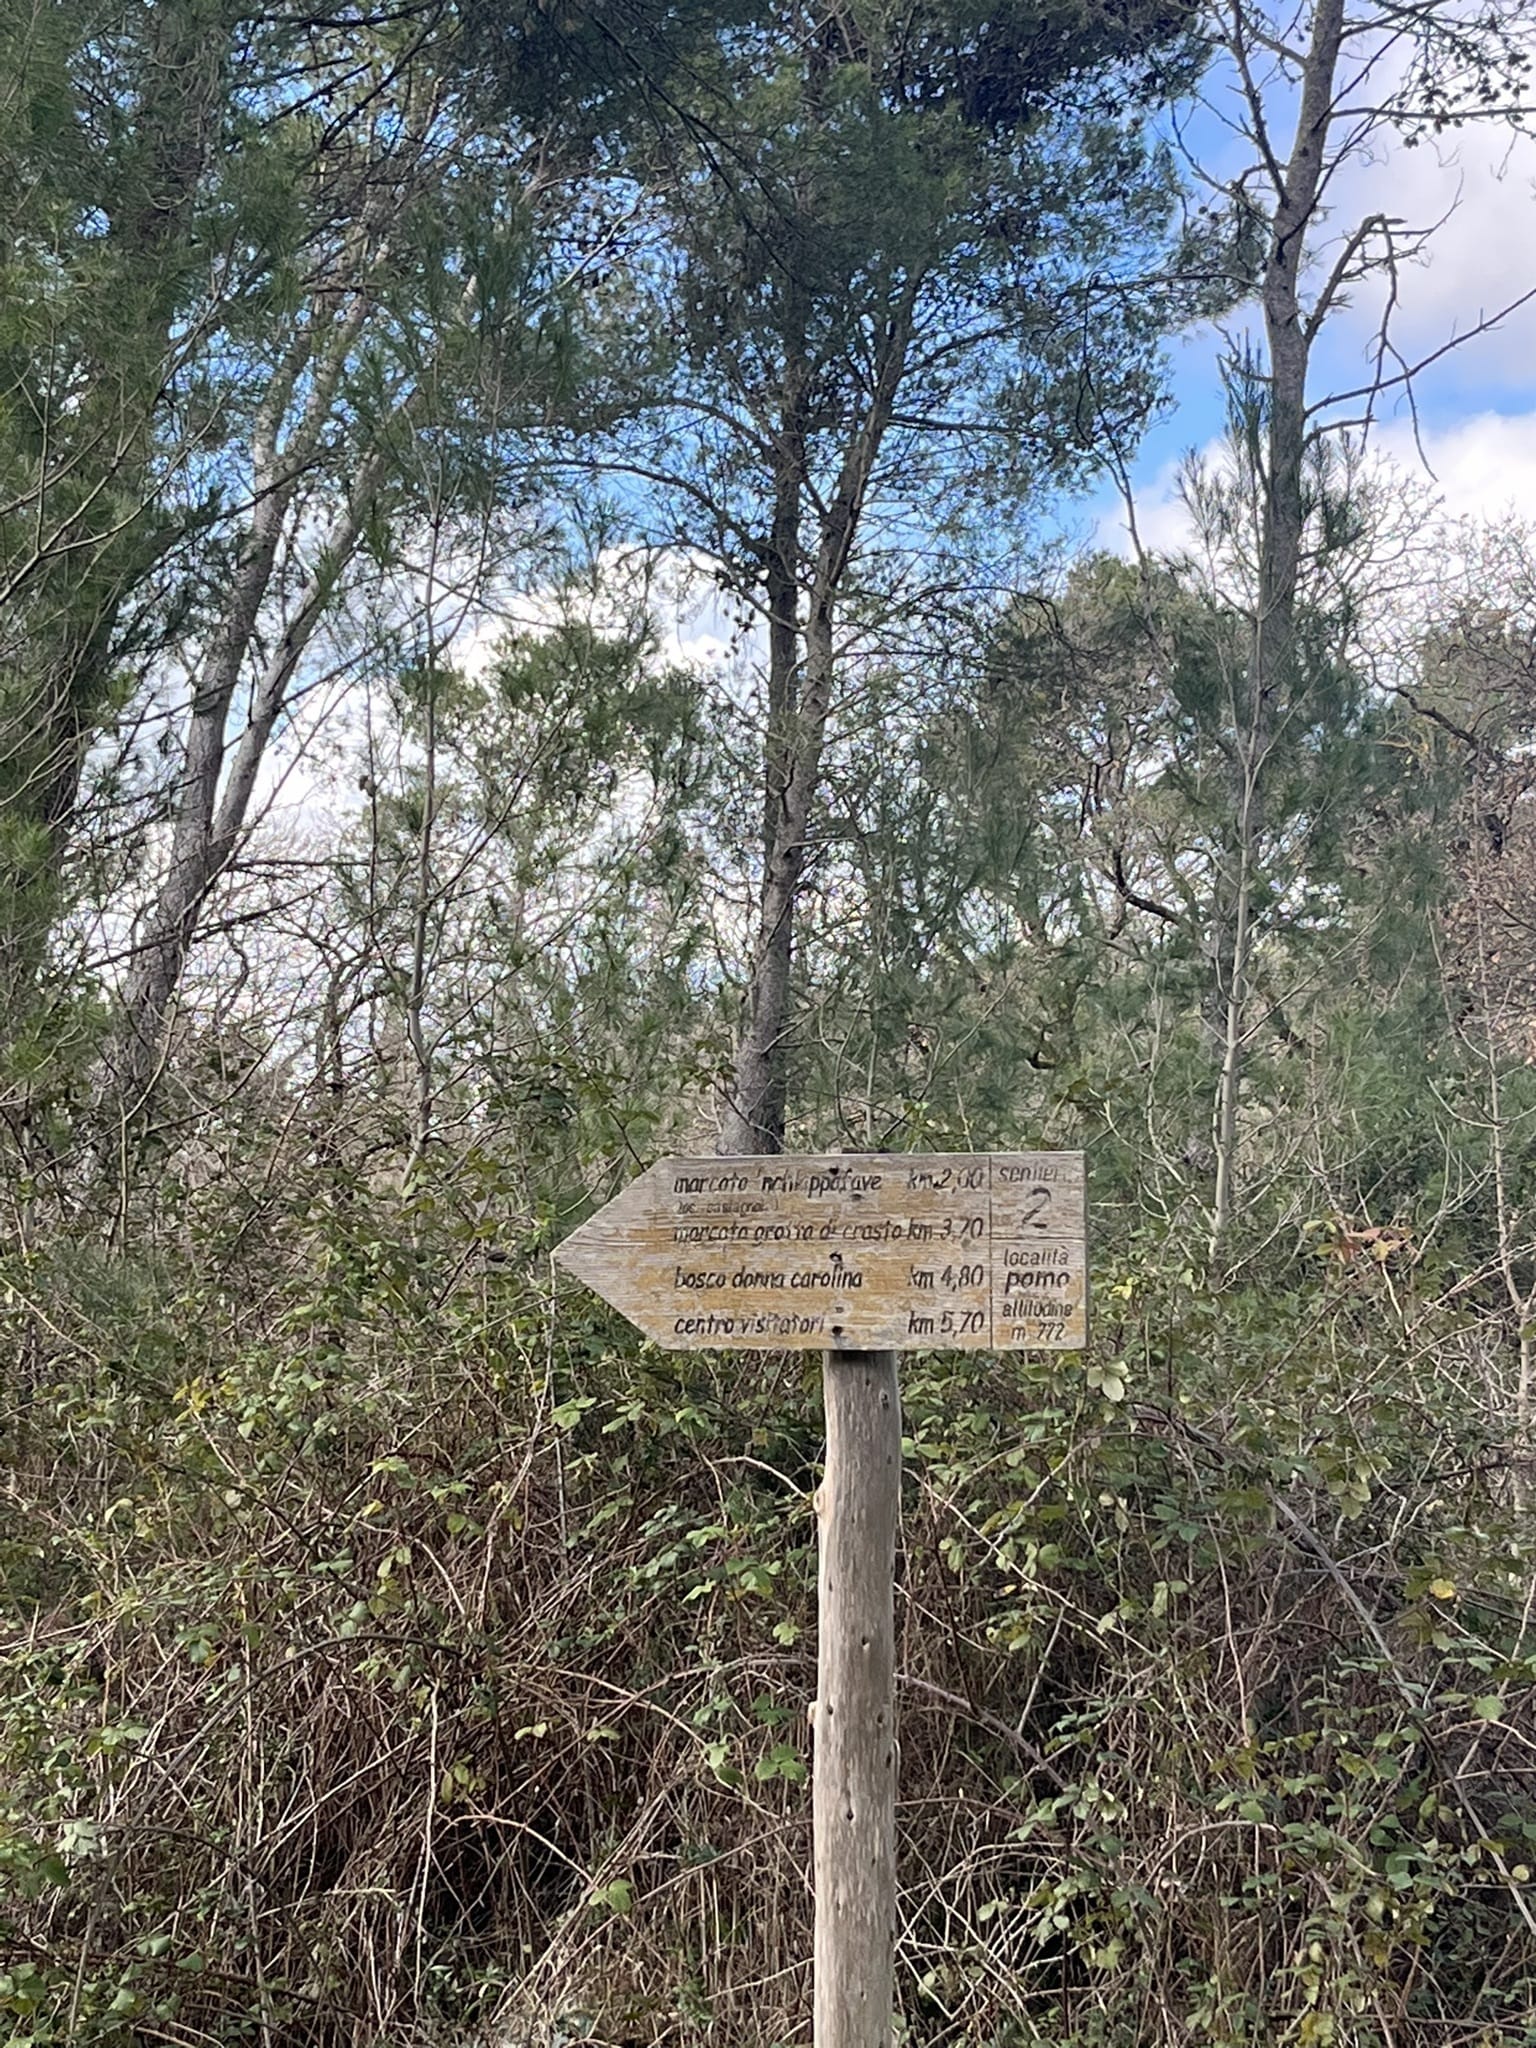 marcato 'nchiappafave km.2,00
marcato grossa di crasto km 3,70
bosco donna carolina km 4,80
centro visitatori km 5,70
sentieri
2
località
pomo
altitudine
m 772